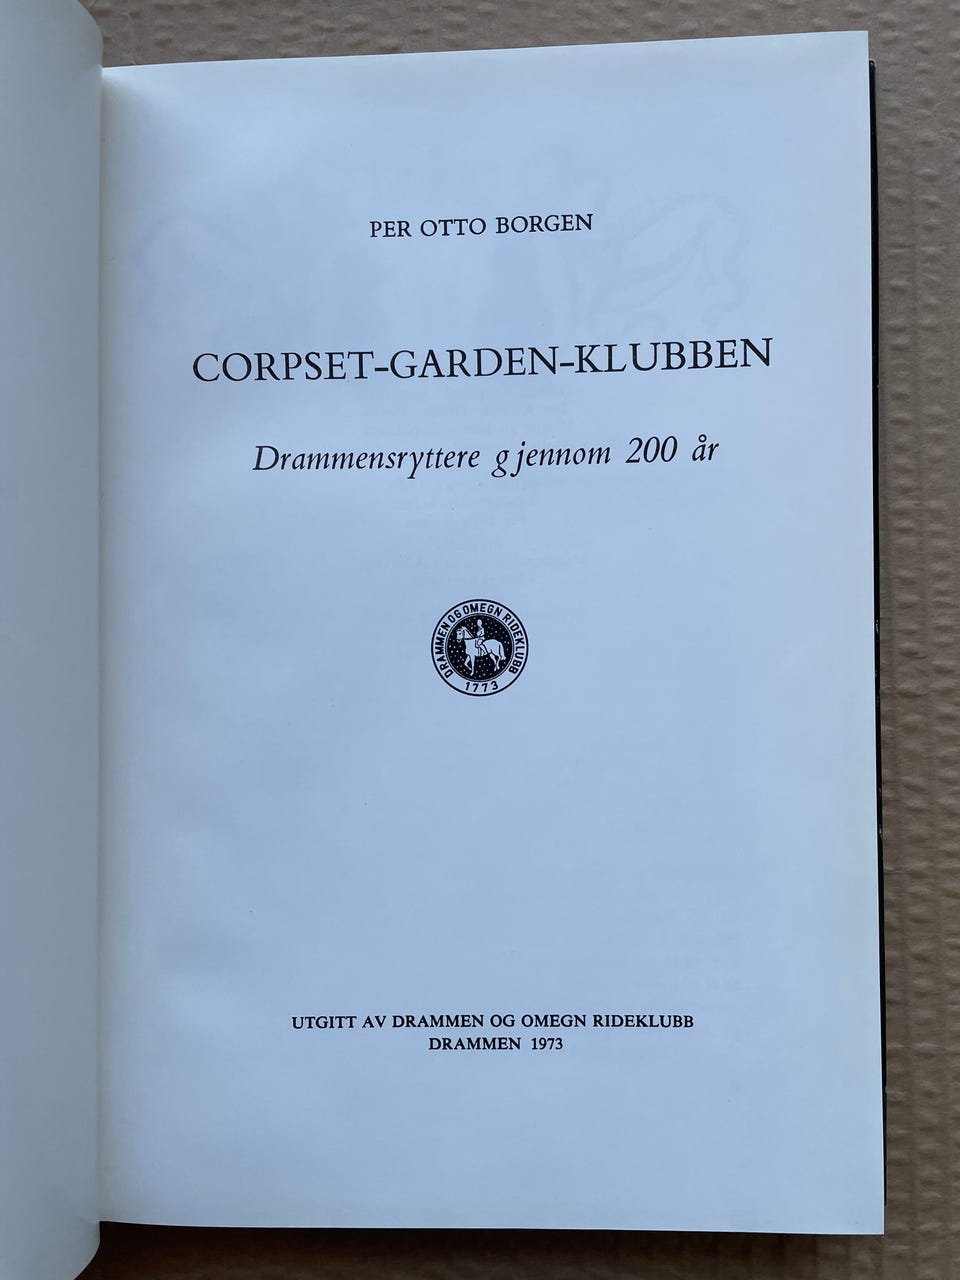 PER OTTO BORGEN
CORPSET-GARDEN-KLUBBEN
Drammensryttere gjennom 200 år
DRAMMEN OG OMEGN RIDEKLUBB
1773
UTGITT AV DRAMMEN OG OMEGN RIDEKLUBB
DRAMMEN 1973